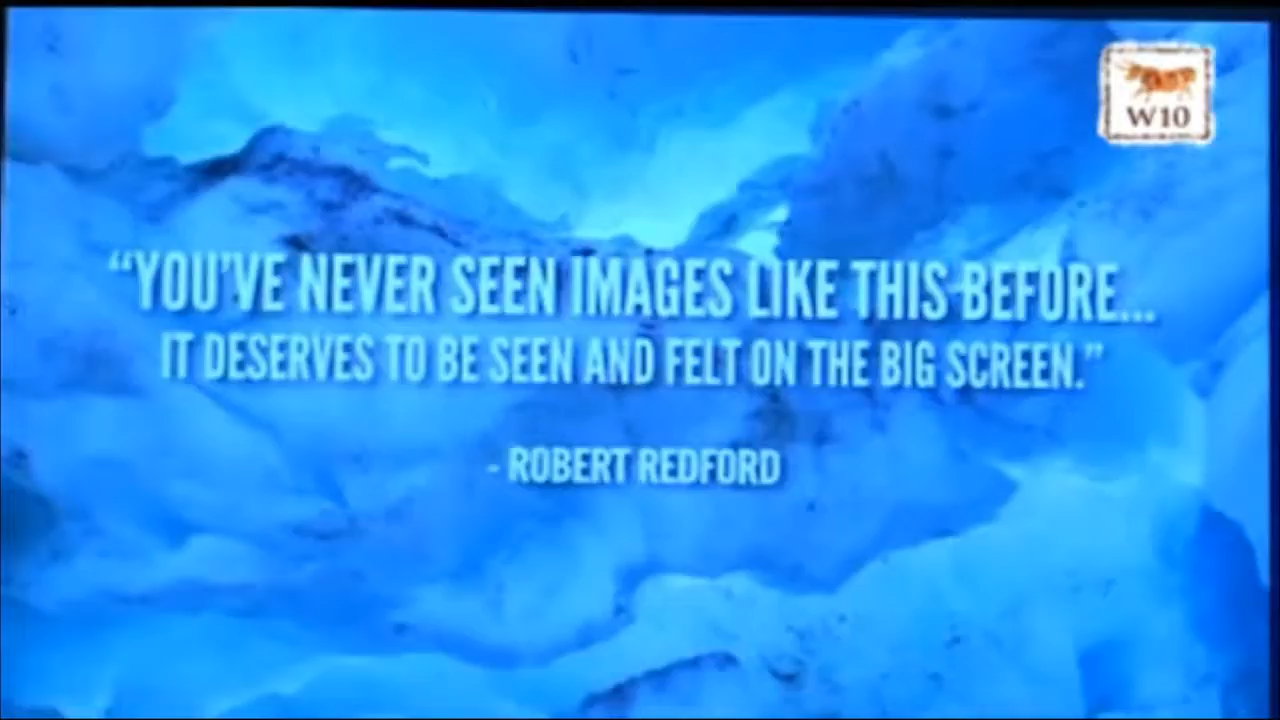 W10
“YOU’VE NEVER SEEN IMAGES LIKE THIS BEFORE...
IT DESERVES TO BE SEEN AND FELT ON THE BIG SCREEN.”
- ROBERT REDFORD